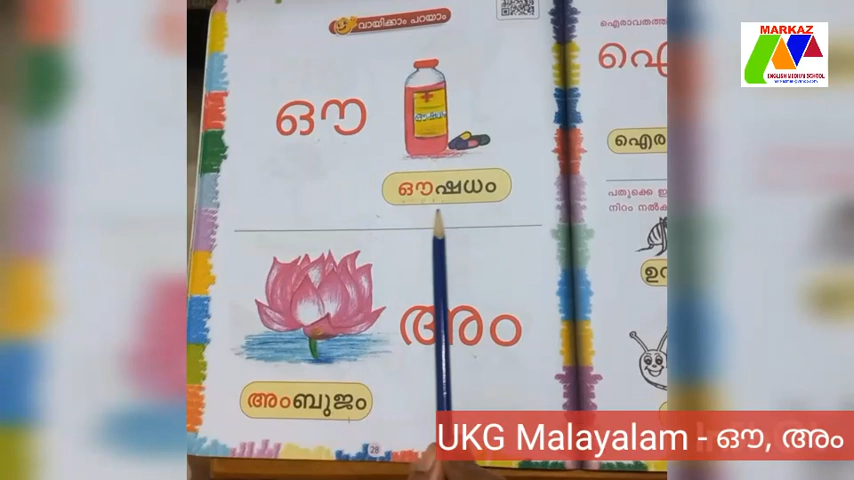 വായിക്കാം പറയാം
ഔ
ഔഷധം
അം
അംബുജം
28
ഐ
ഐരാ
നിറം
MARKAZ
ENGLISH MEDIUM SCHOOL
UKG Malayalam - ഔ, അം